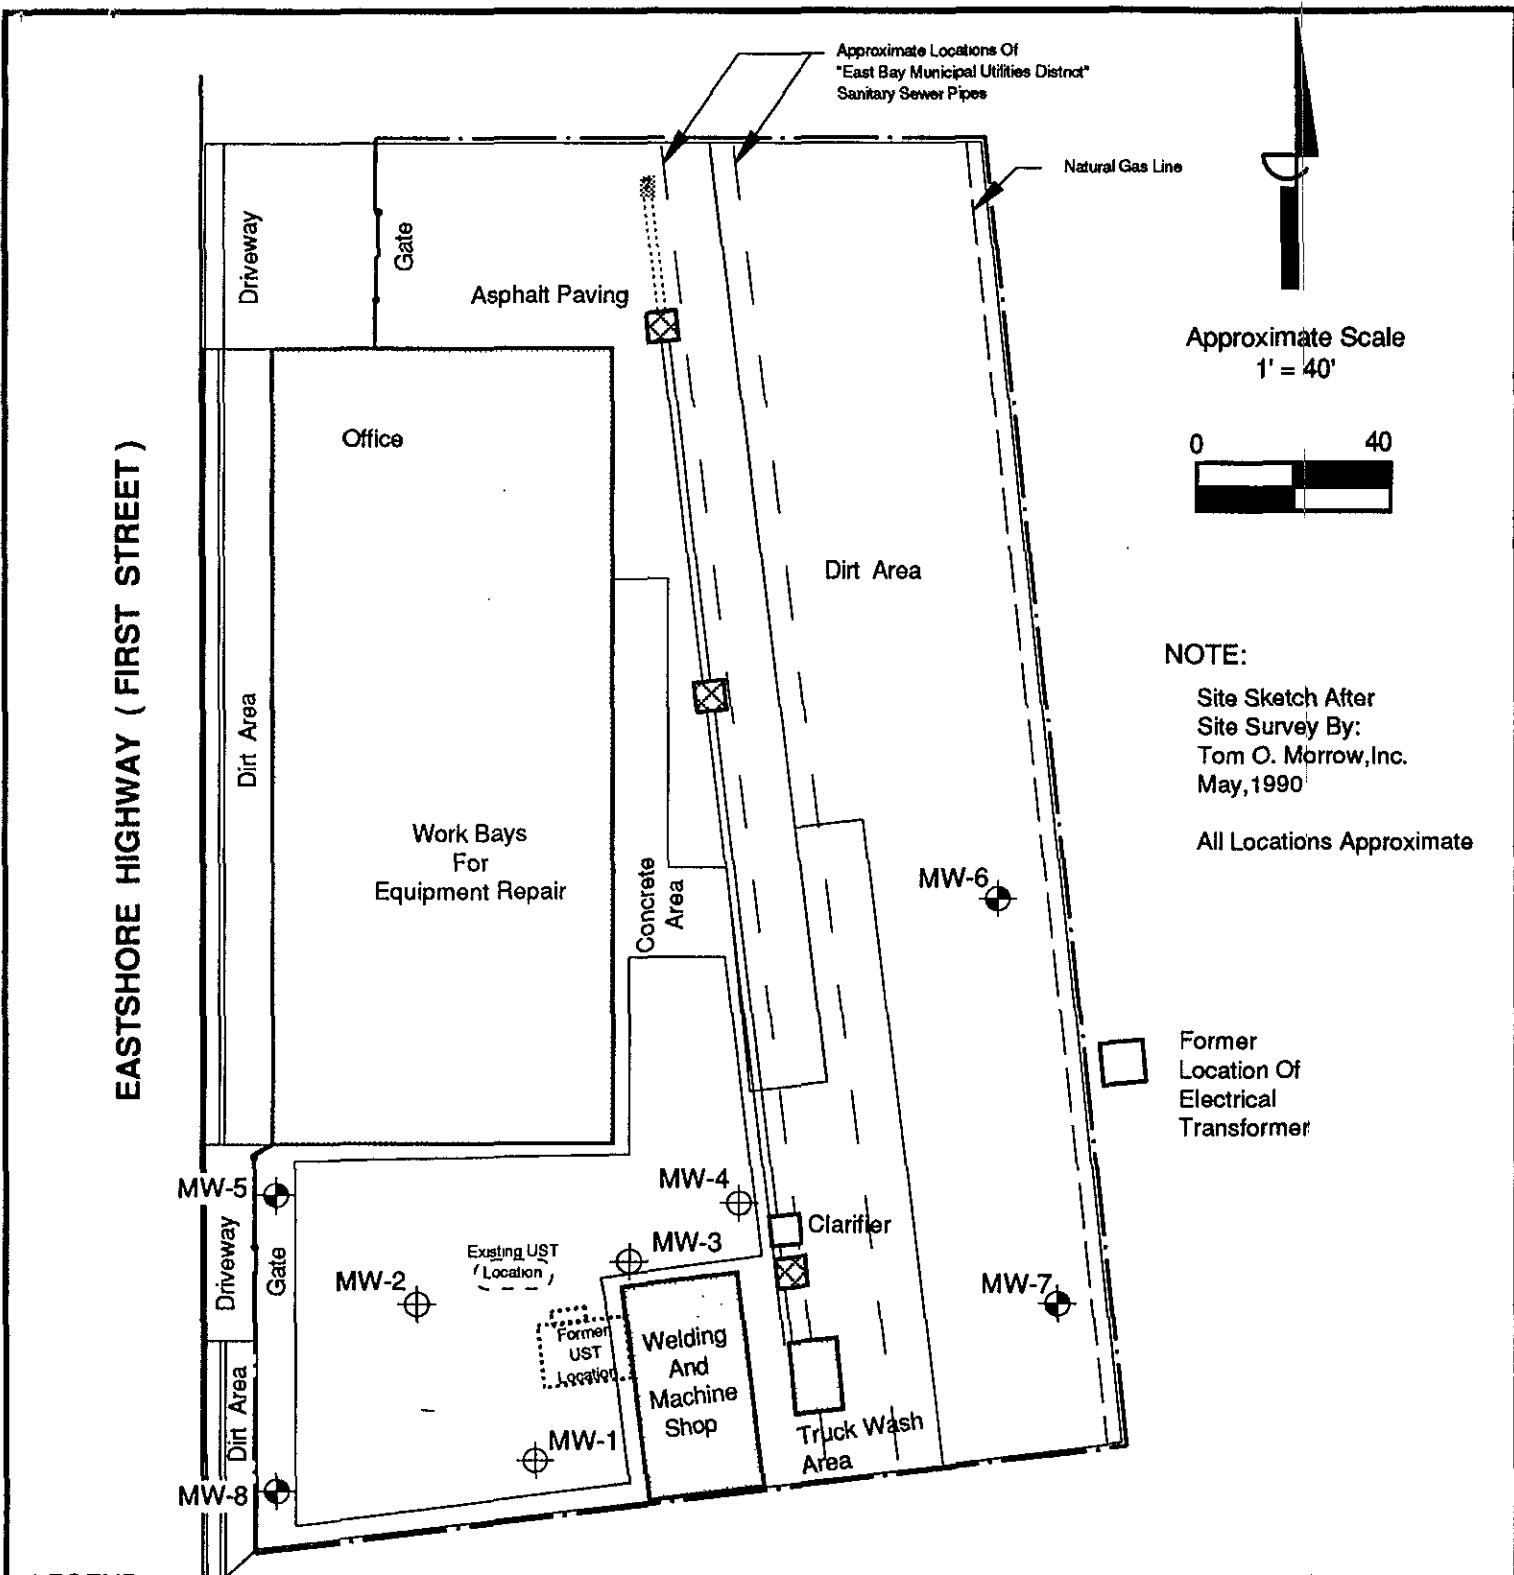 Approximate Locations Of
"East Bay Municipal Utilities District"
Sanitary Sewer Pipes
Natural Gas Line
Driveway
Gate
Asphalt Paving
Approximate Scale
1' = 40'
0 40
Office
EASTSHORE HIGHWAY ( FIRST STREET )
Dirt Area
Dirt Area
NOTE:
Site Sketch After
Site Survey By:
Tom O. Morrow,Inc.
May,1990
All Locations Approximate
Work Bays
For
Equipment Repair
Concrete
Area
MW-6
Former
Location Of
Electrical
Transformer
MW-5
MW-4
Clarifier
Driveway
Gate
Existing UST
Location
MW-3
MW-2
MW-7
Former
UST
Location
Welding
And
Machine
Shop
Dirt Area
Truck Wash
Area
MW-1
MW-8